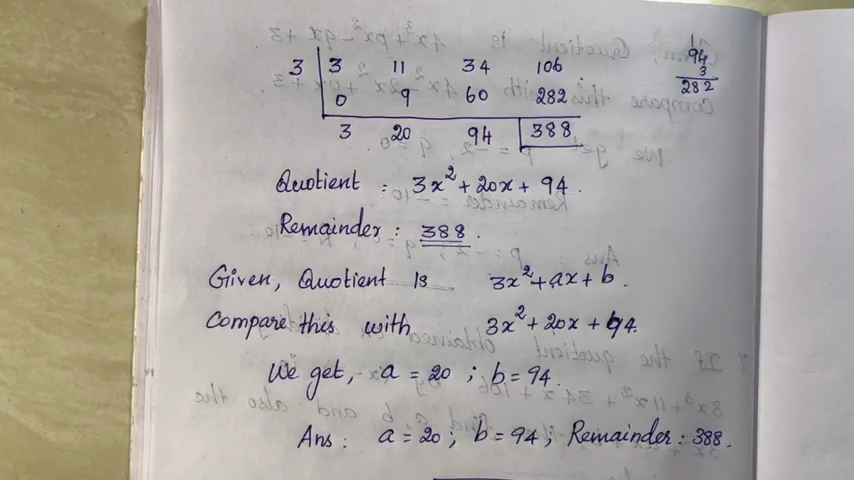 3 | 3 11 34 106
0 9 60 282
3 20 94 388
1
94
3
282
Quotient : 3x² + 20x + 94.
Remainder : 388.
Given, Quotient is 3x² + ax + b.
Compare this with 3x² + 20x + 94.
We get, a = 20 ; b = 94.
Ans : a = 20 ; b = 94 ; Remainder : 388.